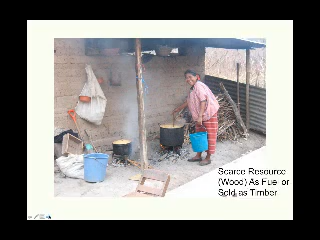 Scarce Resource
(Wood) As Fuel or
Sold as Timber